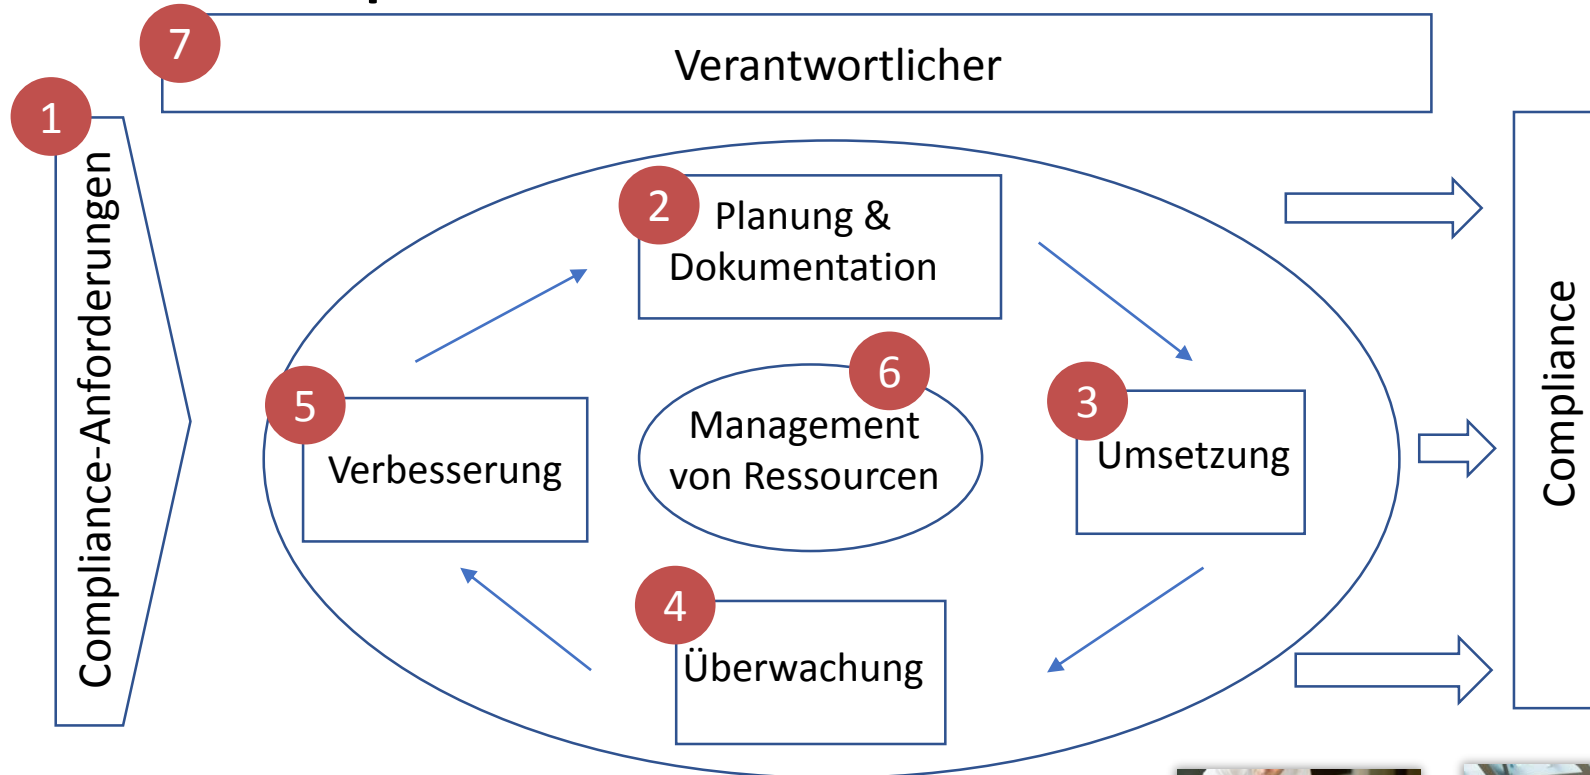 7
Verantwortlicher
1
Compliance-Anforderungen
2
Planung &
Dokumentation
3
Umsetzung
4
Überwachung
5
Verbesserung
6
Management
von Ressourcen
Compliance